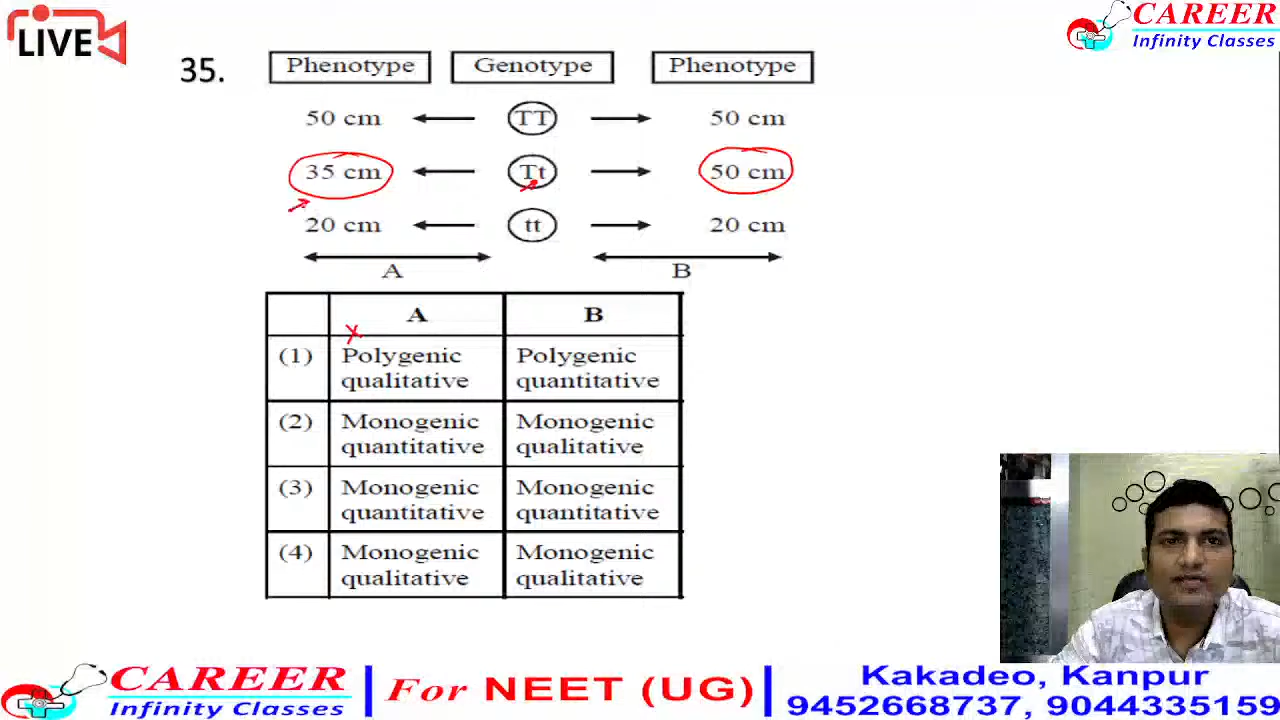 LIVE
CAREER
Infinity Classes
35.
Phenotype Genotype Phenotype
50 cm TT 50 cm
35 cm Tt 50 cm
20 cm tt 20 cm
A B
A B
(1) Polygenic qualitative Polygenic quantitative
(2) Monogenic quantitative Monogenic qualitative
(3) Monogenic quantitative Monogenic quantitative
(4) Monogenic qualitative Monogenic qualitative
CAREER
Infinity Classes
For NEET (UG)
Kakadeo, Kanpur
9452668737, 9044335159